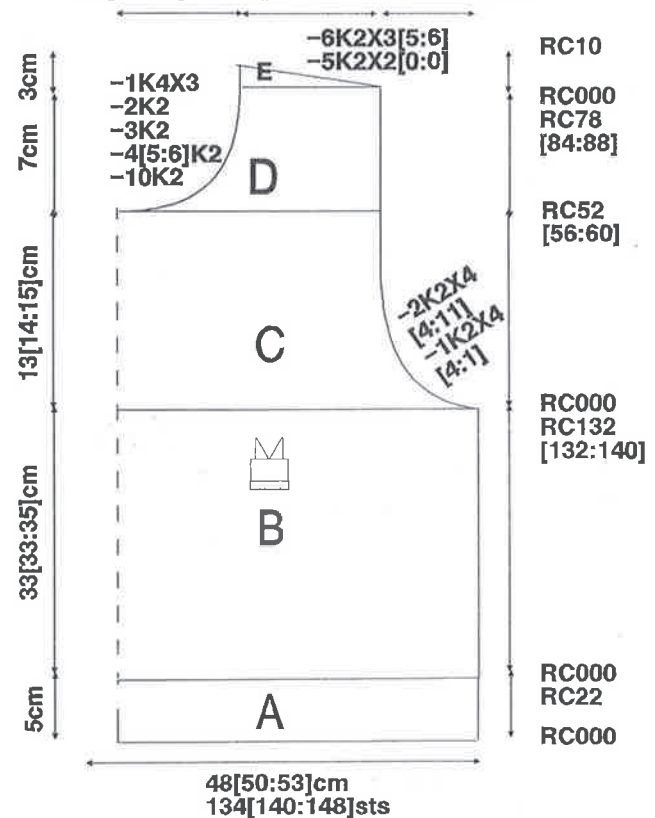 −6K2X3[5:6]
−5K2X2[0:0]
RC10
3cm
−1K4X3
−2K2
−3K2
−4[5:6]K2
−10K2
E
RC000
RC78
[84:88]
7cm
D
RC52
[56:60]
13[14:15]cm
C
−2K2X4
[4:11]
−1K2X4
[4:1]
RC000
RC132
[132:140]
33[33:35]cm
B
RC000
RC22
5cm
A
RC000
48[50:53]cm
134[140:148]sts